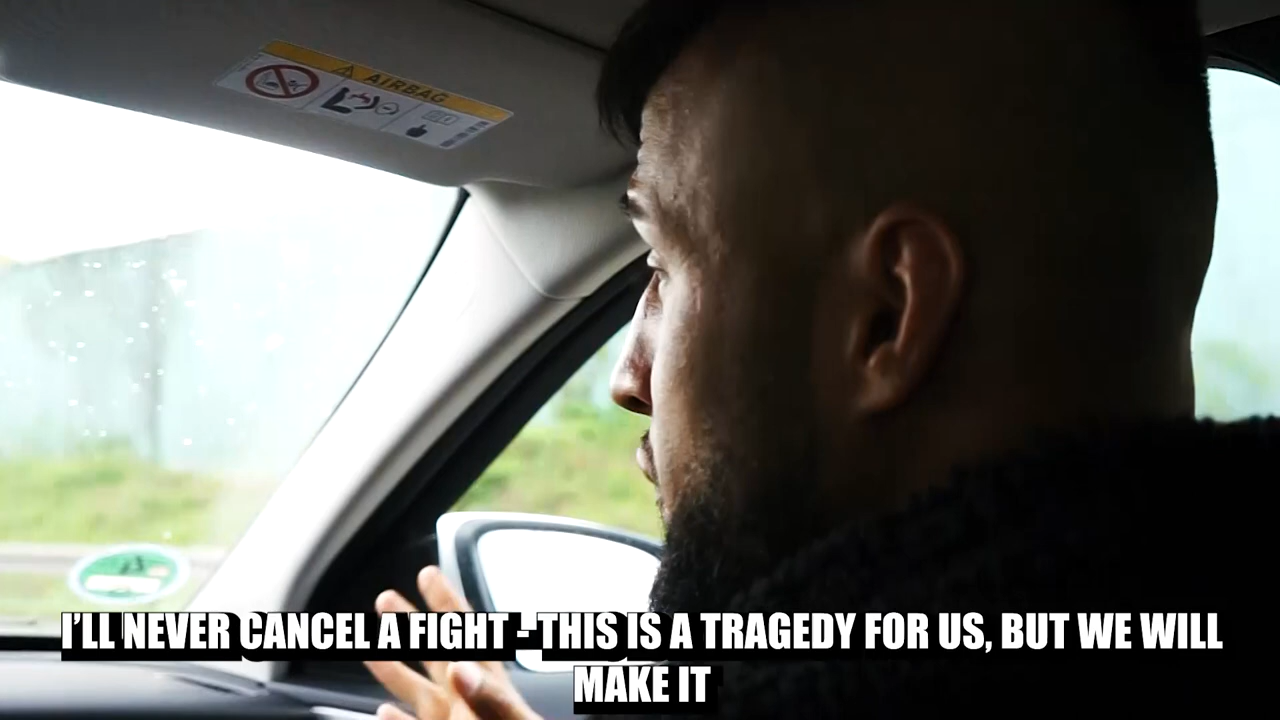 AIRBAG
I'LL NEVER CANCEL A FIGHT - THIS IS A TRAGEDY FOR US, BUT WE WILL
MAKE IT